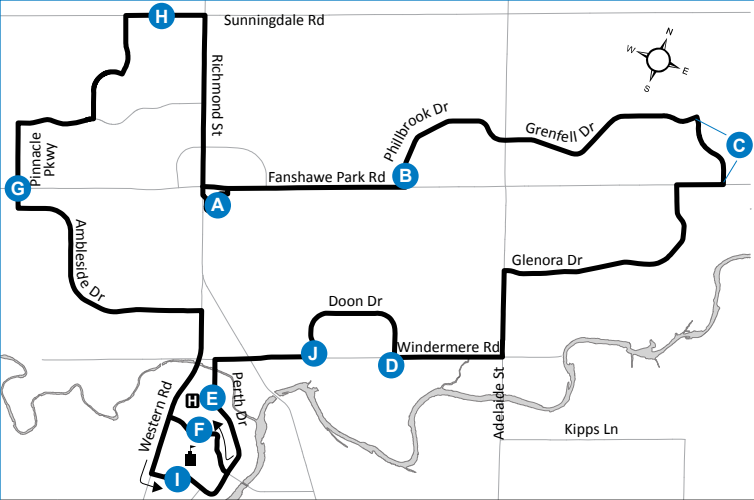 H
Sunningdale Rd
N
W
E
S
Richmond St
Phillbrook Dr
Grenfell Dr
C
Pinnacle
Pkwy
G
Fanshawe Park Rd
B
A
Ambleside Dr
Glenora Dr
Doon Dr
J
D
Windermere Rd
Western Rd
Perth Dr
H
E
Adelaide St
F
Kipps Ln
I